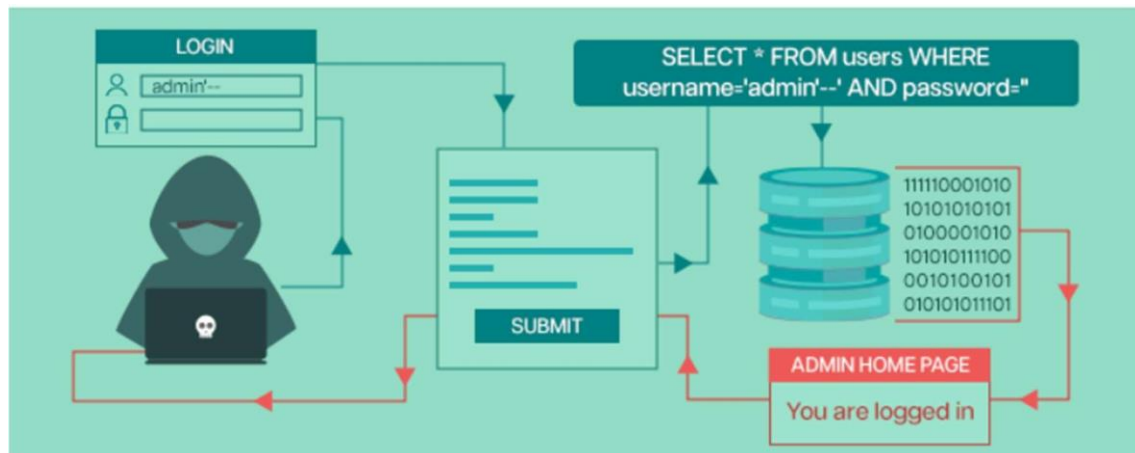 LOGIN
admin'--
SELECT * FROM users WHERE
username='admin'--' AND password=''
111110001010
10101010101
0100001010
101010111100
0010100101
010101011101
SUBMIT
ADMIN HOME PAGE
You are logged in